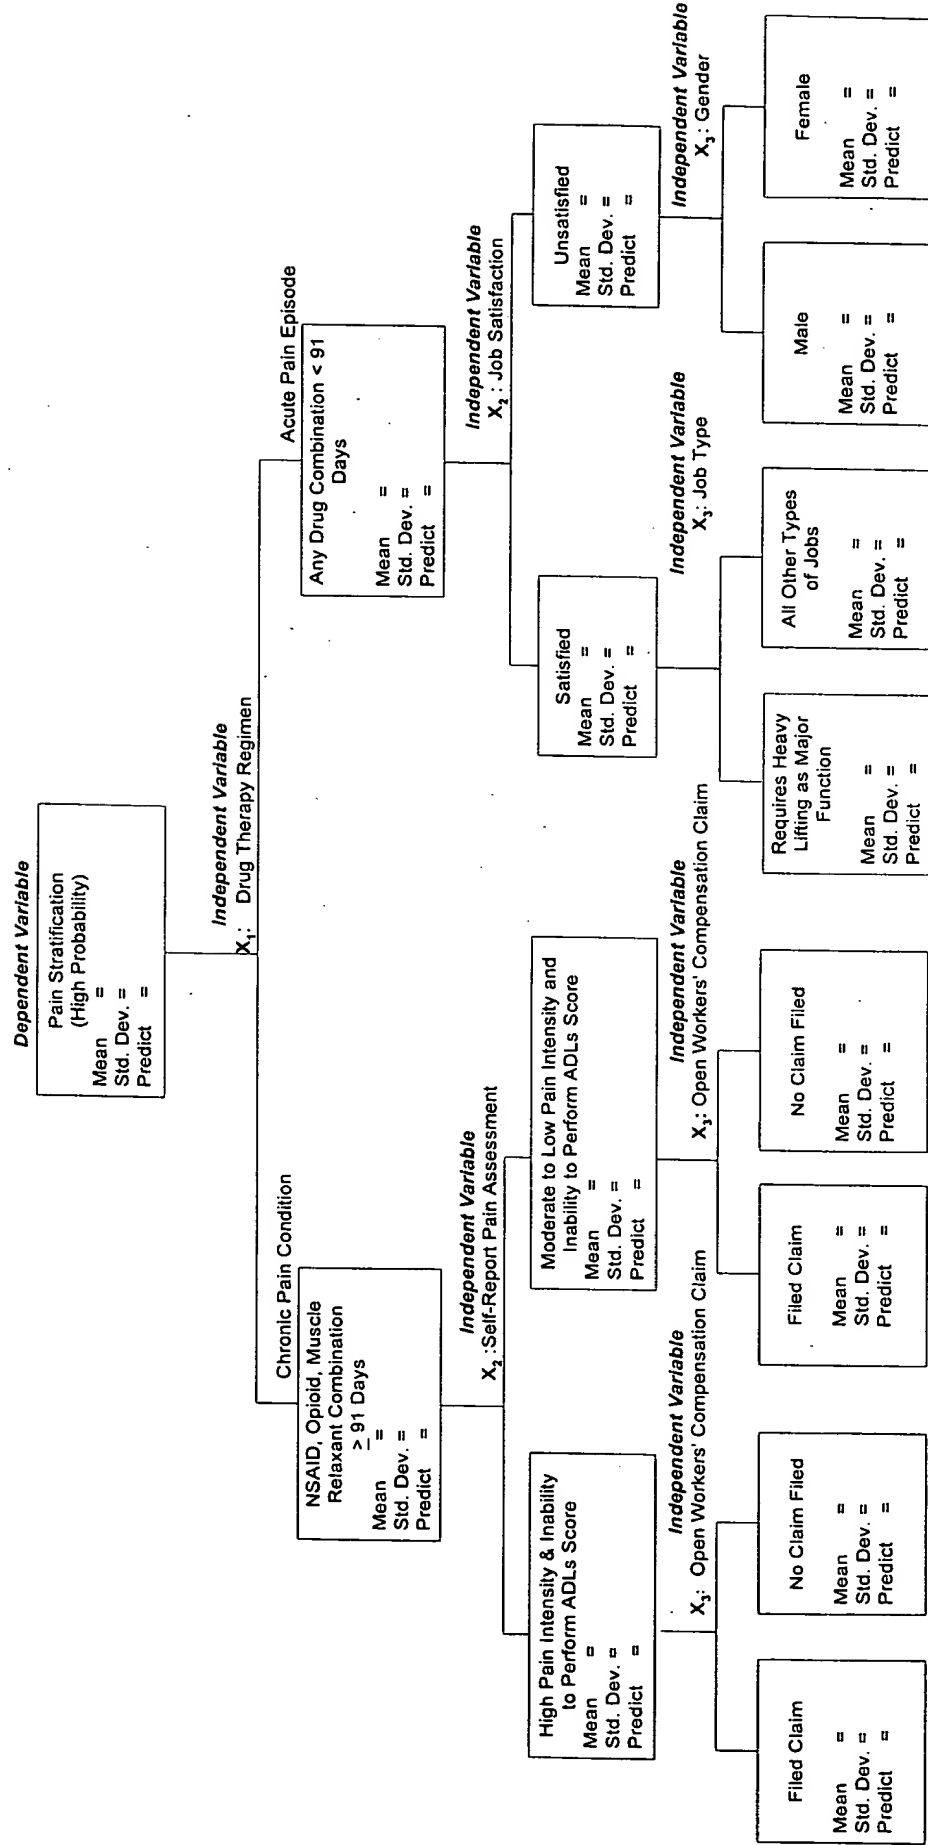 Dependent Variable
Pain Stratification
(High Probability)
Mean =
Std. Dev. =
Predict =
Independent Variable
X1: Drug Therapy Regimen
Chronic Pain Condition
NSAID, Opioid, Muscle
Relaxant Combination
≥ 91 Days
Mean =
Std. Dev. =
Predict =
Acute Pain Episode
Any Drug Combination < 91
Days
Mean =
Std. Dev. =
Predict =
Independent Variable
X2 :Self-Report Pain Assessment
Independent Variable
X2 : Job Satisfaction
High Pain Intensity & Inability
to Perform ADLs Score
Mean =
Std. Dev. =
Predict =
Moderate to Low Pain Intensity and
Inability to Perform ADLs Score
Mean =
Std. Dev. =
Predict =
Satisfied
Mean =
Std. Dev. =
Predict =
Unsatisfied
Mean =
Std. Dev. =
Predict =
Independent Variable
X3: Open Workers' Compensation Claim
Independent Variable
X3: Open Workers' Compensation Claim
Independent Variable
X3: Job Type
Independent Variable
X3: Gender
Filed Claim
Mean =
Std. Dev. =
Predict =
No Claim Filed
Mean =
Std. Dev. =
Predict =
Filed Claim
Mean =
Std. Dev. =
Predict =
No Claim Filed
Mean =
Std. Dev. =
Predict =
Requires Heavy
Lifting as Major
Function
Mean =
Std. Dev. =
Predict =
All Other Types
of Jobs
Mean =
Std. Dev. =
Predict =
Male
Mean =
Std. Dev. =
Predict =
Female
Mean =
Std. Dev. =
Predict =